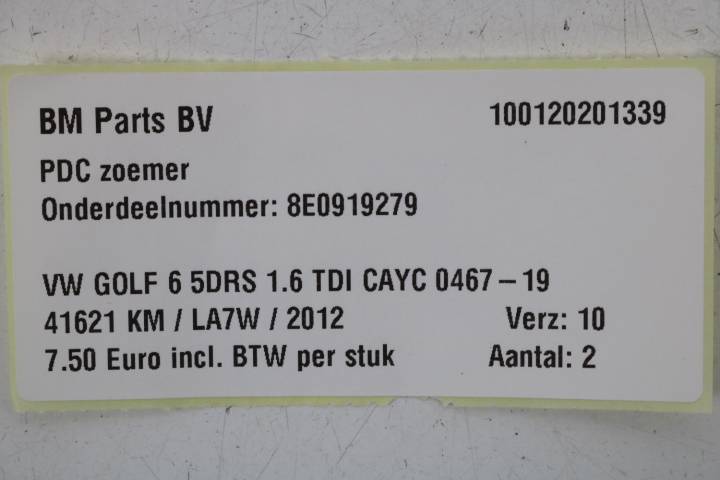 BM Parts BV 100120201339
PDC zoemer
Onderdeelnummer: 8E0919279
VW GOLF 6 5DRS 1.6 TDI CAYC 0467 – 19
41621 KM / LA7W / 2012 Verz: 10
7.50 Euro incl. BTW per stuk Aantal: 2